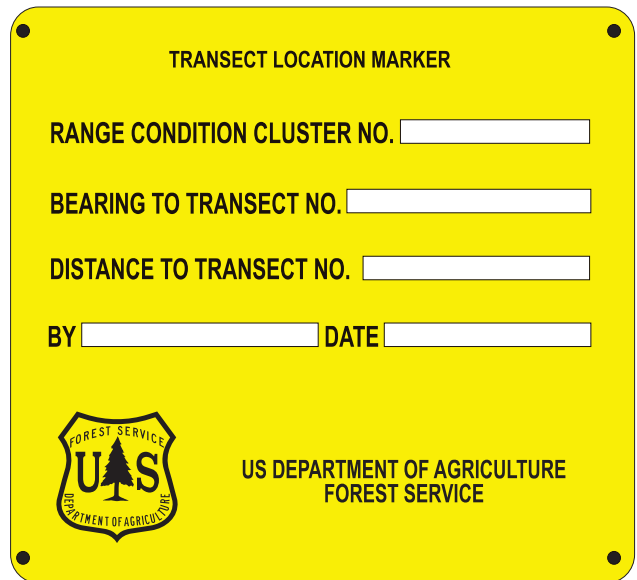 TRANSECT LOCATION MARKER
RANGE CONDITION CLUSTER NO.
BEARING TO TRANSECT NO.
DISTANCE TO TRANSECT NO.
BY DATE
FOREST SERVICE
US
DEPARTMENT OF AGRICULTURE
US DEPARTMENT OF AGRICULTURE
FOREST SERVICE